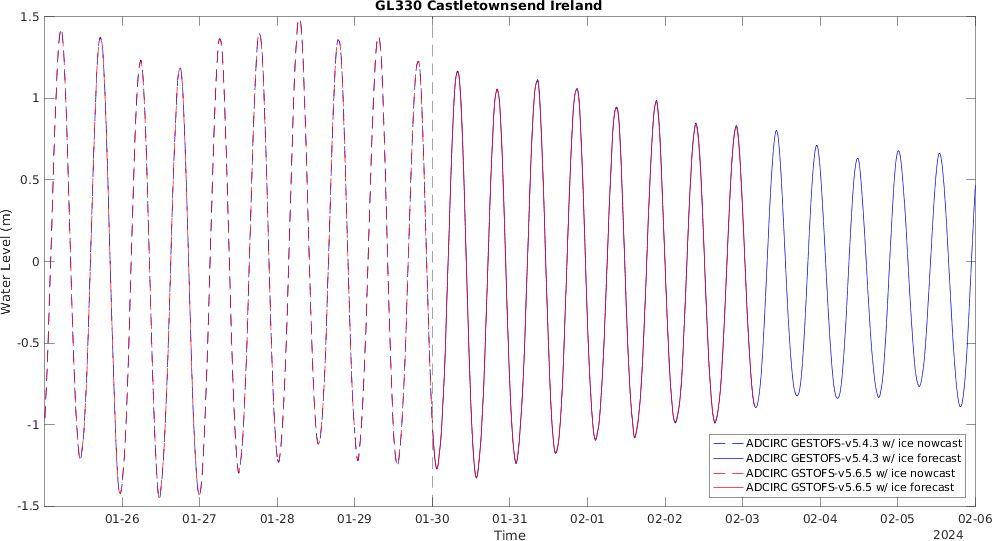 GL330 Castletownsend Ireland
1.5
1
0.5
0
-0.5
-1
-1.5
Water Level (m)
01-26
01-27
01-28
01-29
01-30
01-31
02-01
02-02
02-03
02-04
02-05
02-06
Time
2024
ADCIRC GESTOFS-v5.4.3 w/ ice nowcast
ADCIRC GESTOFS-v5.4.3 w/ ice forecast
ADCIRC GSTOFS-v5.6.5 w/ ice nowcast
ADCIRC GSTOFS-v5.6.5 w/ ice forecast